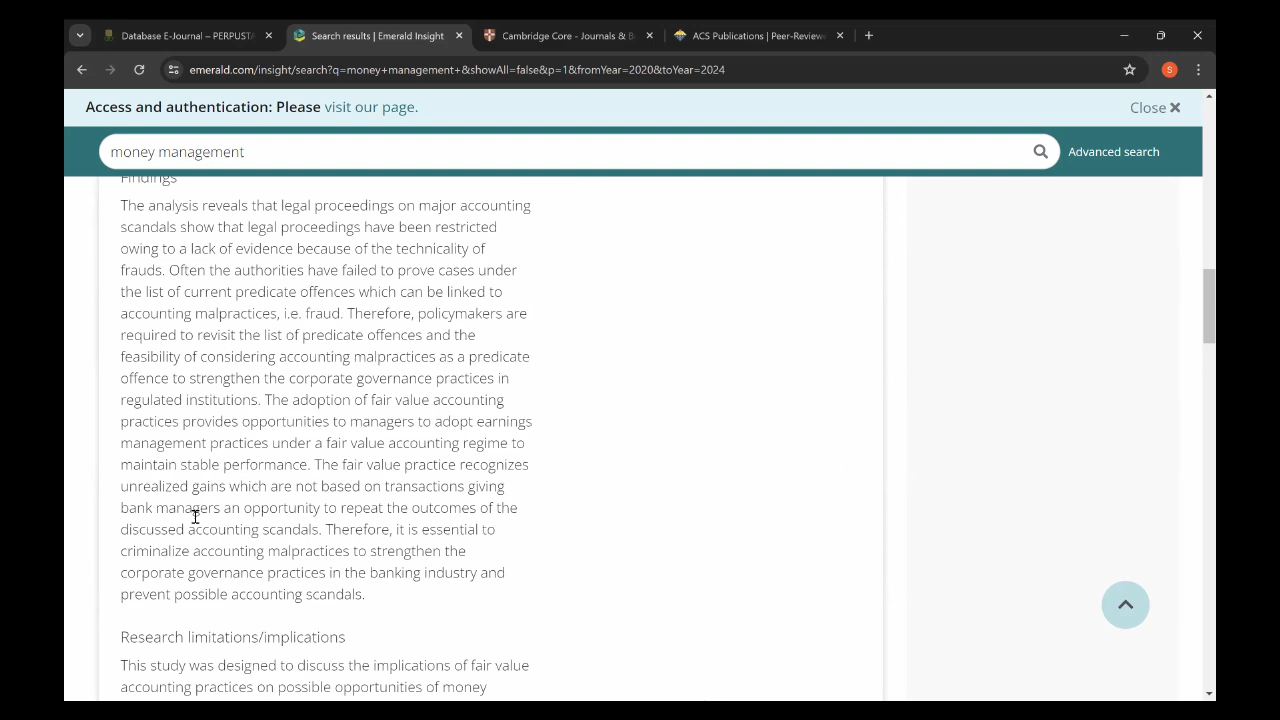 Database E-Journal – PERPUSTA
Search results | Emerald Insight
Cambridge Core - Journals & B
ACS Publications | Peer-Review
emerald.com/insight/search?q=money+management+&showAll=false&p=1&fromYear=2020&toYear=2024
S
Access and authentication: Please visit our page.
Close
money management
Advanced search
Findings
The analysis reveals that legal proceedings on major accounting
scandals show that legal proceedings have been restricted
owing to a lack of evidence because of the technicality of
frauds. Often the authorities have failed to prove cases under
the list of current predicate offences which can be linked to
accounting malpractices, i.e. fraud. Therefore, policymakers are
required to revisit the list of predicate offences and the
feasibility of considering accounting malpractices as a predicate
offence to strengthen the corporate governance practices in
regulated institutions. The adoption of fair value accounting
practices provides opportunities to managers to adopt earnings
management practices under a fair value accounting regime to
maintain stable performance. The fair value practice recognizes
unrealized gains which are not based on transactions giving
bank managers an opportunity to repeat the outcomes of the
discussed accounting scandals. Therefore, it is essential to
criminalize accounting malpractices to strengthen the
corporate governance practices in the banking industry and
prevent possible accounting scandals.
Research limitations/implications
This study was designed to discuss the implications of fair value
accounting practices on possible opportunities of money